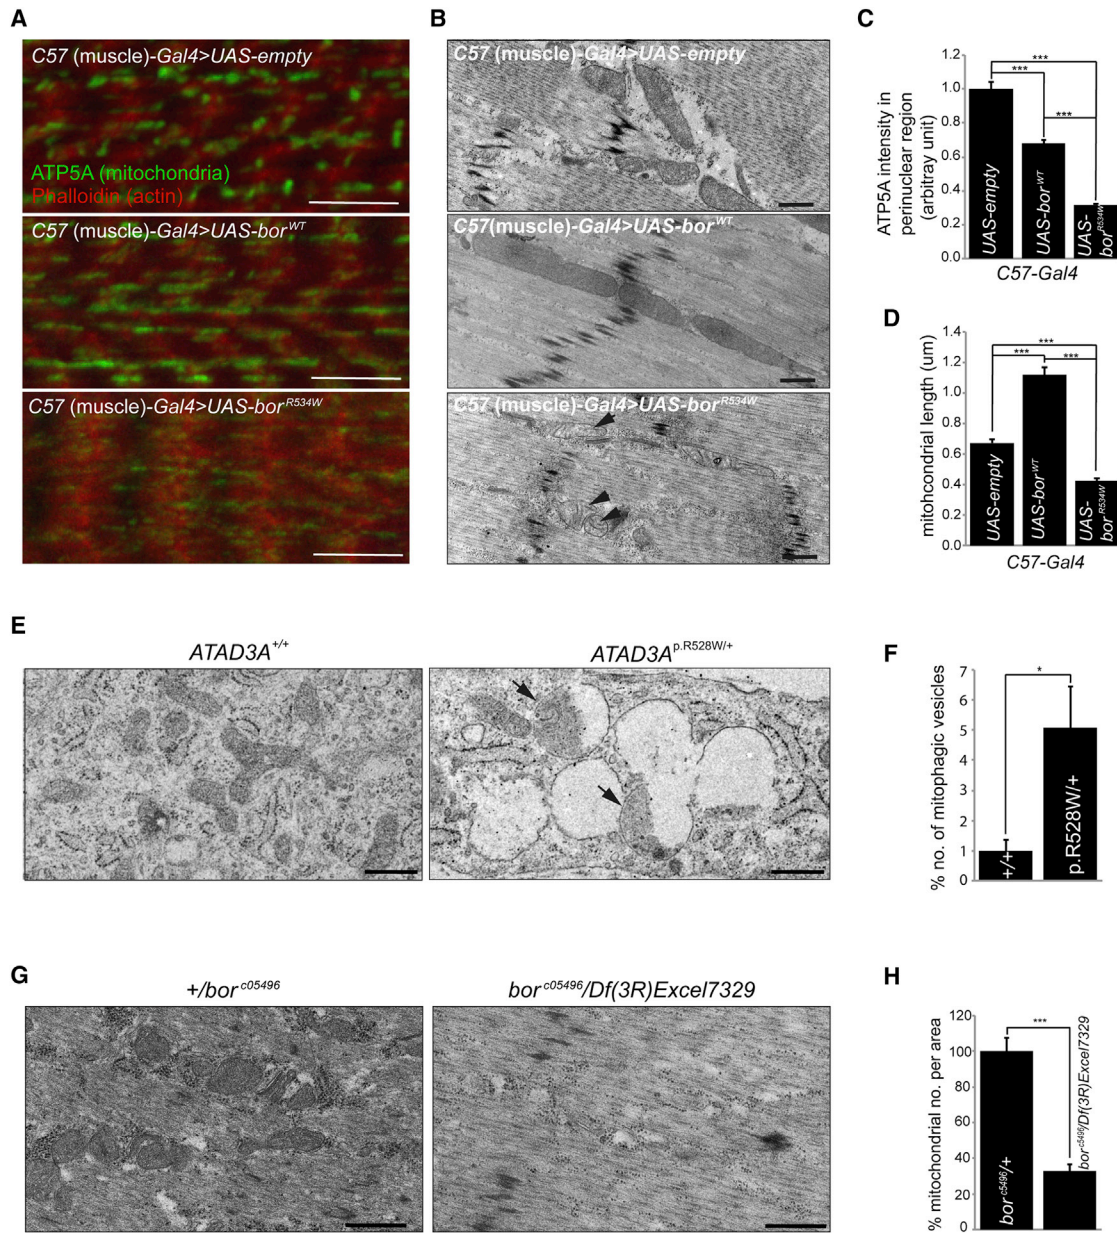 A
C57 (muscle)-Gal4>UAS-empty
ATP5A (mitochondria)
Phalloidin (actin)
C57 (muscle)-Gal4>UAS-bor^WT
C57 (muscle)-Gal4>UAS-bor^R534W
B
C57 (muscle)-Gal4>UAS-empty
C57(muscle)-Gal4>UAS-bor^WT
C57 (muscle)-Gal4>UAS-bor^R534W
C
ATP5A intensity in
perinuclear region
(arbitray unit)
1.2
1.0
0.8
0.6
0.4
0.2
0.0
***
***
***
UAS-empty
UAS-bor^WT
UAS-
bor^R534W
C57-Gal4
D
mitohcondrial length (um)
1.4
1.2
1.0
0.8
0.6
0.4
0.2
0.0
***
***
***
UAS-empty
UAS-bor^WT
UAS-
bor^R534W
C57-Gal4
E
ATAD3A^+/+
ATAD3A^p.R528W/+
F
% no. of mitophagic vesicles
7
6
5
4
3
2
1
0
*
+/+
p.R528W/+
G
+/bor^c05496
bor^c05496/Df(3R)Excel7329
H
% mitochondrial no. per area
120
100
80
60
40
20
0
***
bor^c5496/+
bor^c5496/Df(3R)Excel7329